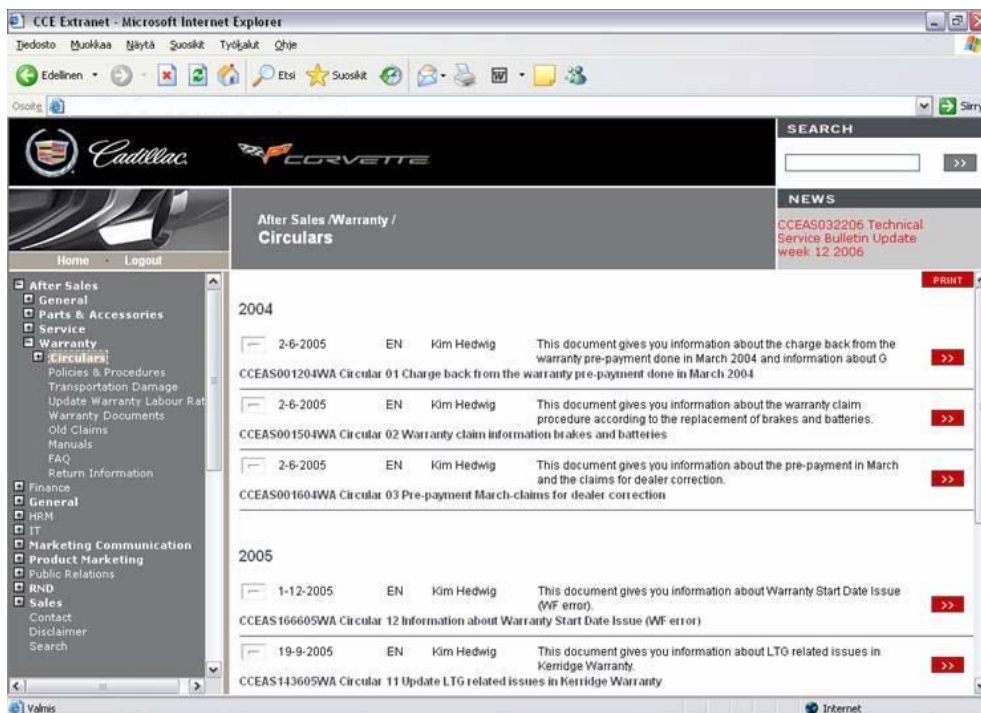 CCE Extranet - Microsoft Internet Explorer
Tiedosto Muokkaa Näytä Suosikit Työkalut Ohje
Edellinen Etsi Suosikit
Osoite Siirry
Cadillac CORVETTE
SEARCH
>>
NEWS
CCEAS032206 Technical
Service Bulletin Update
week 12 2006
After Sales /Warranty /
Circulars
Home · Logout
After Sales
General
Parts & Accessories
Service
Warranty
Circulars
Policies & Procedures
Transportation Damage
Update Warranty Labour Rat
Warranty Documents
Old Claims
Manuals
FAQ
Return Information
Finance
General
HRM
IT
Marketing Communication
Product Marketing
Public Relations
RND
Sales
Contact
Disclaimer
Search
PRINT
2004
2-6-2005 EN Kim Hedwig This document gives you information about the charge back from the
warranty pre-payment done in March 2004 and information about G
>>
CCEAS001204WA Circular 01 Charge back from the warranty pre-payment done in March 2004
2-6-2005 EN Kim Hedwig This document gives you information about the warranty claim
procedure according to the replacement of brakes and batteries.
>>
CCEAS001504WA Circular 02 Warranty claim information brakes and batteries
2-6-2005 EN Kim Hedwig This document gives you information about the pre-payment in March
and the claims for dealer correction.
>>
CCEAS001604WA Circular 03 Pre-payment March-claims for dealer correction
2005
1-12-2005 EN Kim Hedwig This document gives you information about Warranty Start Date Issue
(WF error).
>>
CCEAS166605WA Circular 12 Information about Warranty Start Date Issue (WF error)
19-9-2005 EN Kim Hedwig This document gives you information about LTG related issues in
Kerridge Warranty.
>>
CCEAS143605WA Circular 11 Update LTG related issues in Kerridge Warranty
Valmis Internet